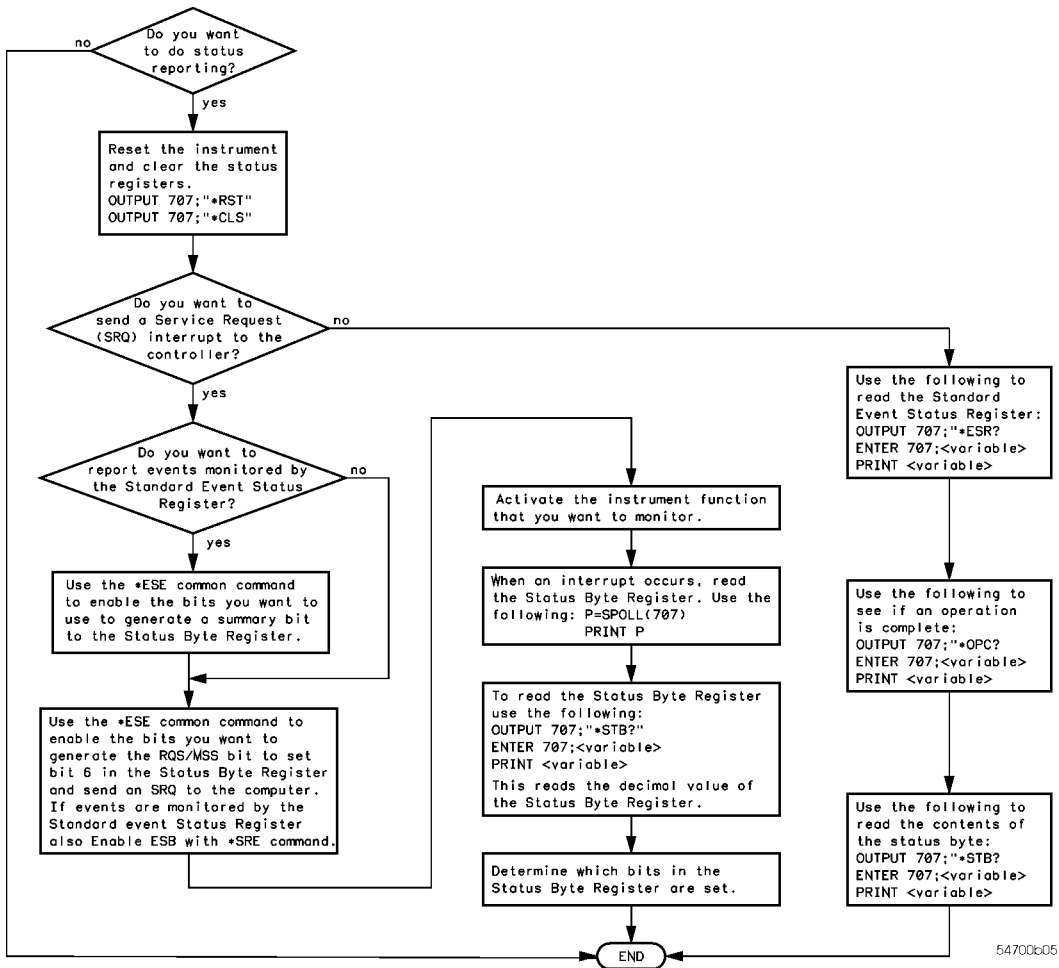 Do you want
to do status
reporting?
no
yes
Reset the instrument
and clear the status
registers.
OUTPUT 707;"*RST"
OUTPUT 707;"*CLS"
Do you want to
send a Service Request
(SRQ) interrupt to the
controller?
no
yes
Do you want to
report events monitored by
the Standard Event Status
Register?
no
yes
Use the *ESE common command
to enable the bits you want to
use to generate a summary bit
to the Status Byte Register.
Use the *ESE common command to
enable the bits you want to
generate the RQS/MSS bit to set
bit 6 in the Status Byte Register
and send an SRQ to the computer.
If events are monitored by the
Standard event Status Register
also Enable ESB with *SRE command.
Activate the instrument function
that you want to monitor.
When an interrupt occurs, read
the Status Byte Register. Use the
following: P=SPOLL(707)
PRINT P
To read the Status Byte Register
use the following:
OUTPUT 707;"*STB?"
ENTER 707;<variable>
PRINT <variable>
This reads the decimal value of
the Status Byte Register.
Determine which bits in the
Status Byte Register are set.
Use the following to
read the Standard
Event Status Register:
OUTPUT 707;"*ESR?
ENTER 707;<variable>
PRINT <variable>
Use the following to
see if an operation
is complete:
OUTPUT 707;"*OPC?
ENTER 707;<variable>
PRINT <variable>
Use the following to
read the contents of
the status byte:
OUTPUT 707;"*STB?
ENTER 707;<variable>
PRINT <variable>
END
54700b05